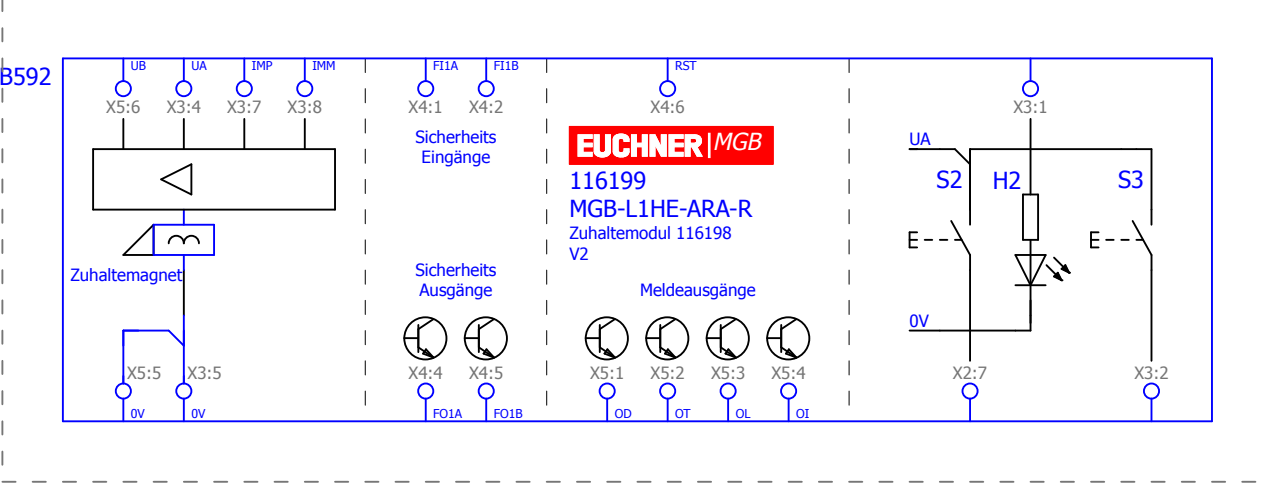 B592
UB UA IMP IMM FI1A FI1B RST
X5:6 X3:4 X3:7 X3:8 X4:1 X4:2 X4:6 X3:1
Sicherheits
Eingänge
EUCHNER|MGB
116199
MGB-L1HE-ARA-R
Zuhaltemodul 116198
V2
UA
S2 H2 S3
E E
Zuhaltemagnet
Sicherheits
Ausgänge
Meldeausgänge
0V
X5:5 X3:5 X4:4 X4:5 X5:1 X5:2 X5:3 X5:4 X2:7 X3:2
0V 0V FO1A FO1B OD OT OL OI